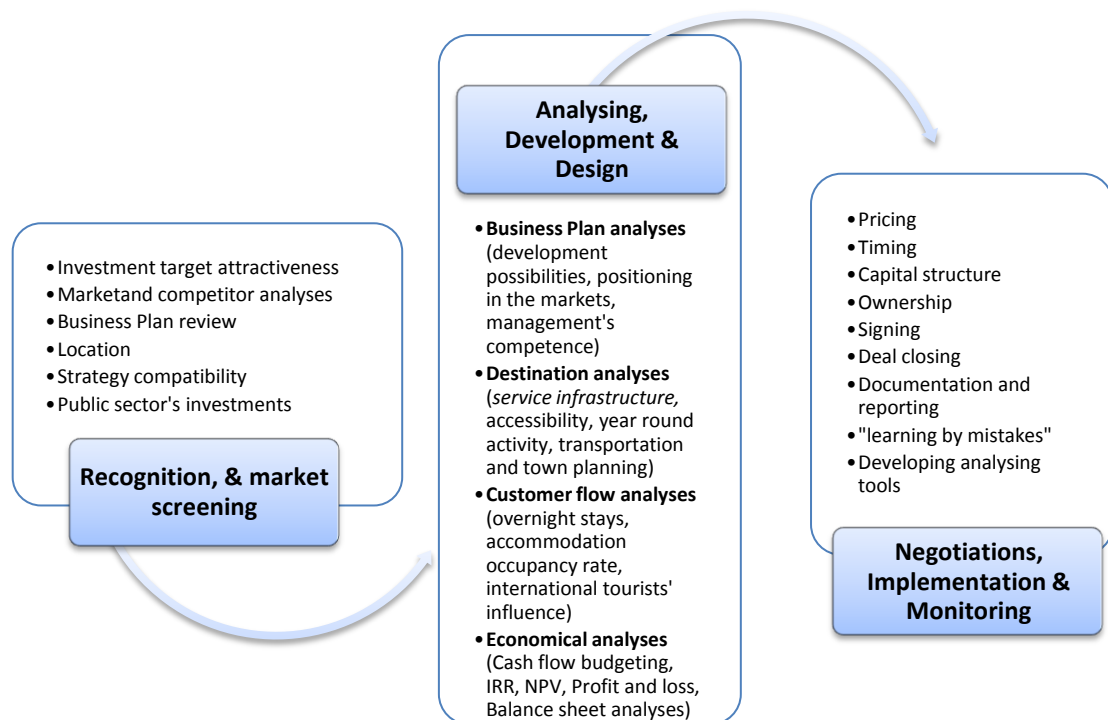 •Investment target attractiveness
•Marketand competitor analyses
•Business Plan review
•Location
•Strategy compatibility
•Public sector's investments
Recognition, & market
screening
Analysing,
Development &
Design
•Business Plan analyses
(development
possibilities, positioning
in the markets,
management's
competence)
•Destination analyses
(service infrastructure,
accessibility, year round
activity, transportation
and town planning)
•Customer flow analyses
(overnight stays,
accommodation
occupancy rate,
international tourists'
influence)
•Economical analyses
(Cash flow budgeting,
IRR, NPV, Profit and loss,
Balance sheet analyses)
•Pricing
•Timing
•Capital structure
•Ownership
•Signing
•Deal closing
•Documentation and
reporting
•"learning by mistakes"
•Developing analysing
tools
Negotiations,
Implementation &
Monitoring